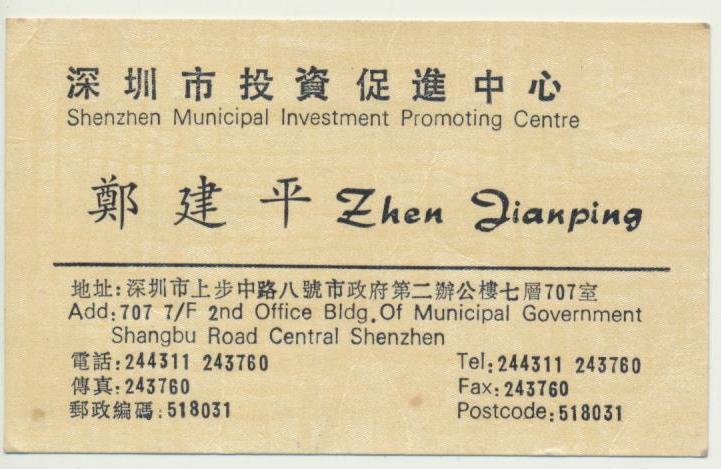 深圳市投資促進中心
Shenzhen Municipal Investment Promoting Centre
鄭建平 Zhen Jianping
地址:深圳市上步中路八號市政府第二辦公樓七層707室
Add:707 7/F 2nd Office Bldg.Of Municipal Government
Shangbu Road Central Shenzhen
電話:244311 243760 Tel:244311 243760
傳真:243760 Fax:243760
郵政編碼:518031 Postcode:518031